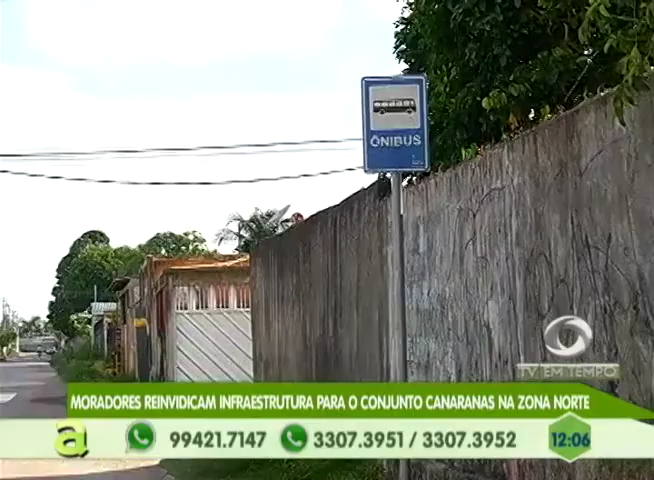 ÔNIBUS
TV EM TEMPO
MORADORES REINVIDICAM INFRAESTRUTURA PARA O CONJUNTO CANARANAS NA ZONA NORTE
a 99421.7147 3307.3951 / 3307.3952 12:06